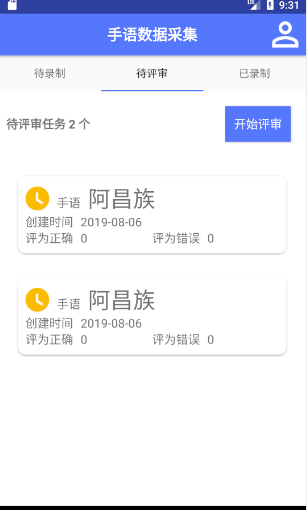 9:31
手语数据采集
待录制 待评审 已录制
待评审任务 2 个 开始评审
手语 阿昌族
创建时间 2019-08-06
评为正确 0 评为错误 0
手语 阿昌族
创建时间 2019-08-06
评为正确 0 评为错误 0